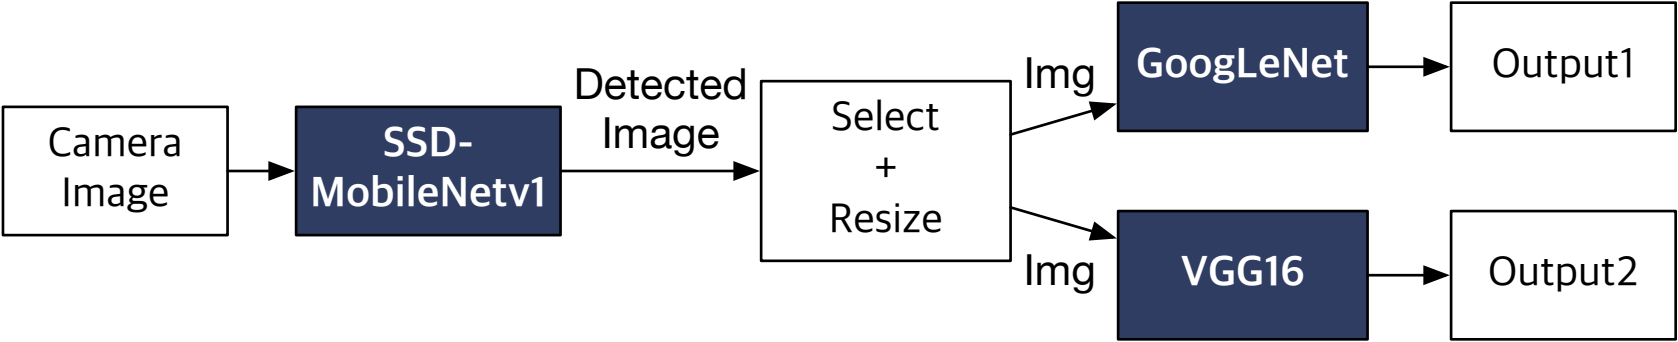 Camera
Image
SSD-
MobileNetv1
Detected
Image
Select
+
Resize
Img
GoogLeNet
Output1
Img
VGG16
Output2